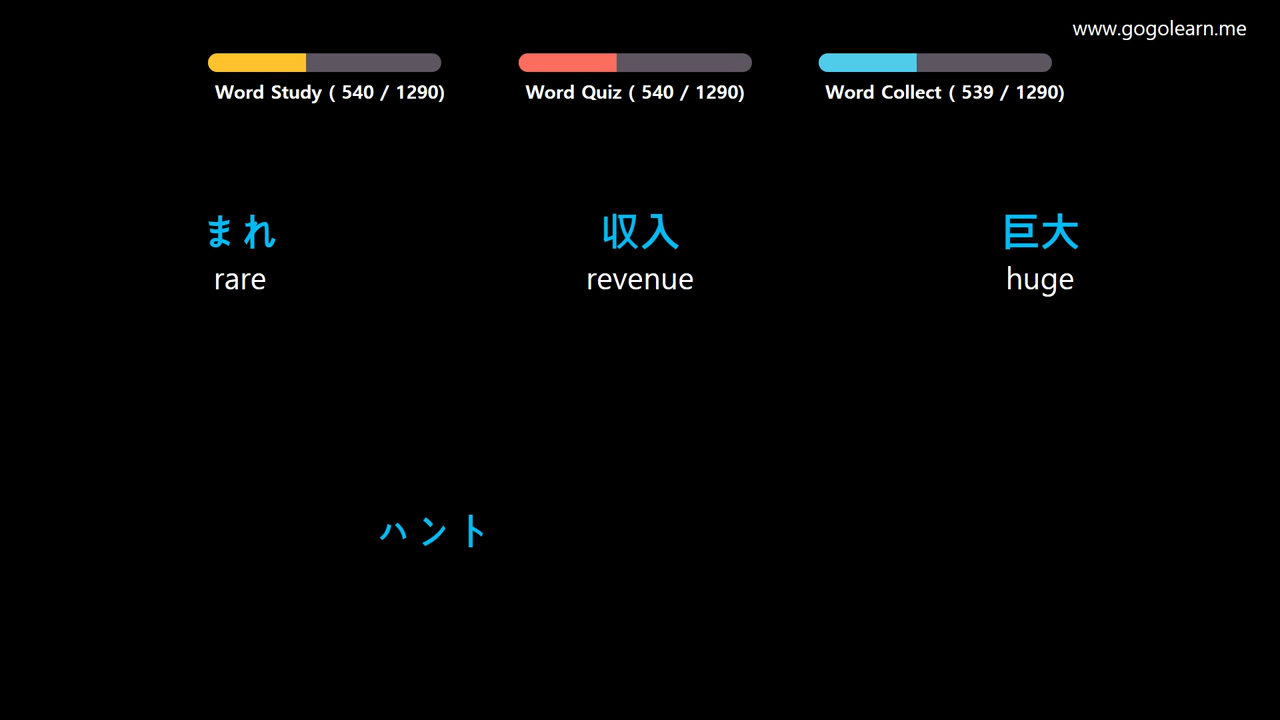 www.gogolearn.me
Word Study ( 540 / 1290)
Word Quiz ( 540 / 1290)
Word Collect ( 539 / 1290)
まれ
収入
巨大
rare
revenue
huge
ハント